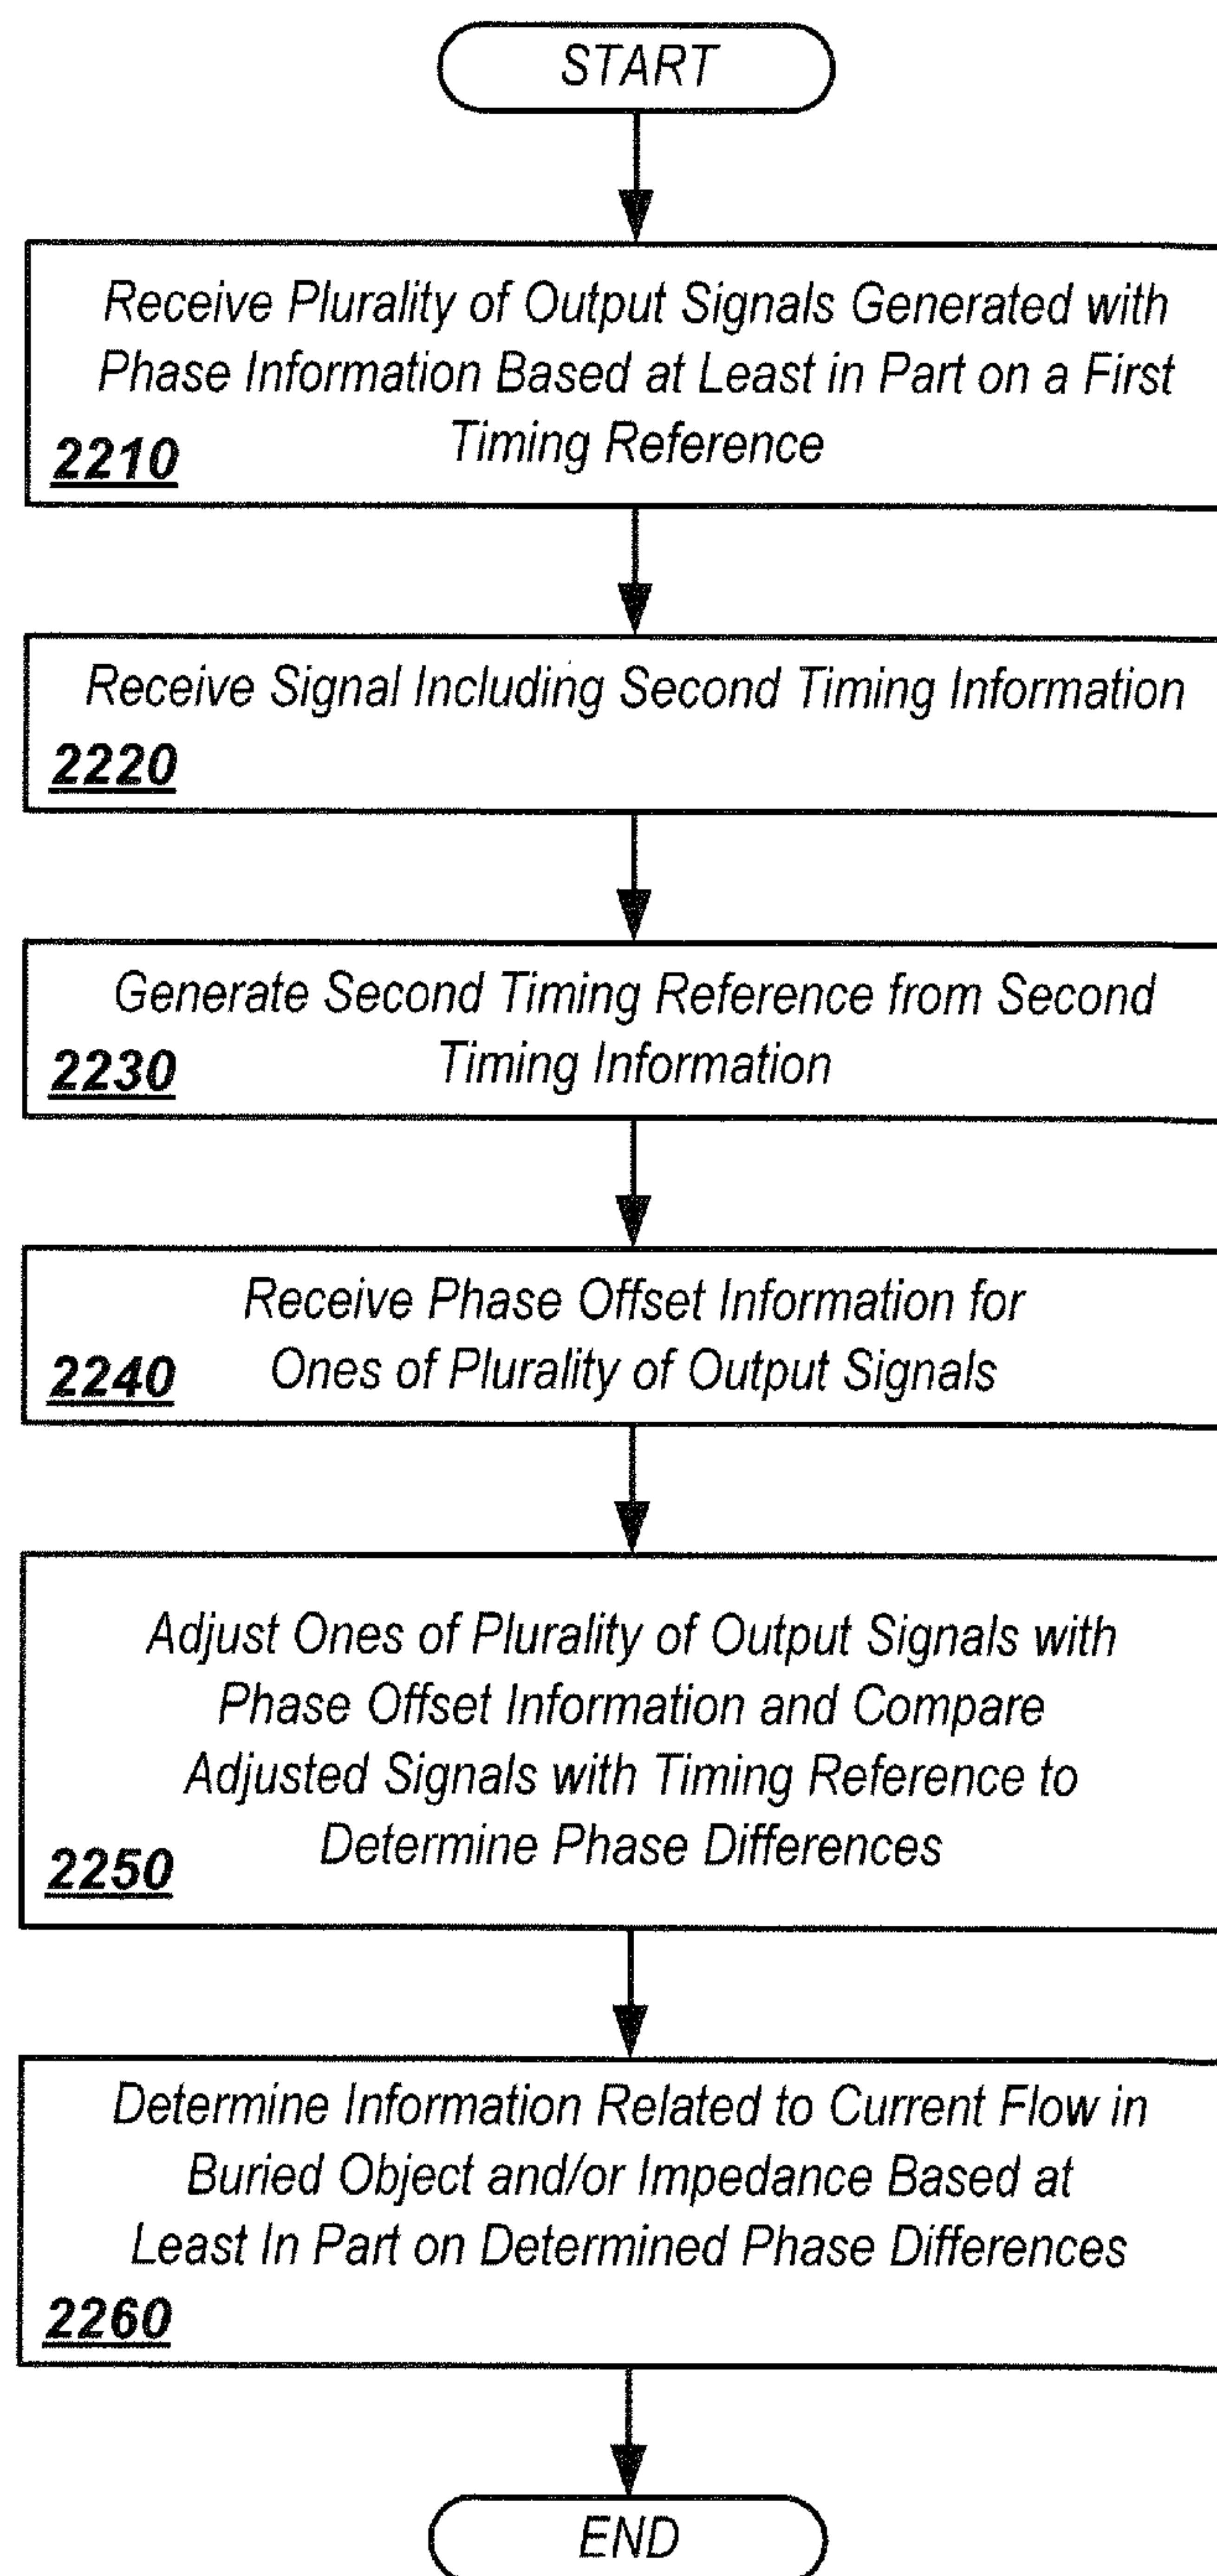 START
Receive Plurality of Output Signals Generated with
Phase Information Based at Least in Part on a First
Timing Reference
2210
Receive Signal Including Second Timing Information
2220
Generate Second Timing Reference from Second
Timing Information
2230
Receive Phase Offset Information for
Ones of Plurality of Output Signals
2240
Adjust Ones of Plurality of Output Signals with
Phase Offset Information and Compare
Adjusted Signals with Timing Reference to
Determine Phase Differences
2250
Determine Information Related to Current Flow in
Buried Object and/or Impedance Based at
Least In Part on Determined Phase Differences
2260
END